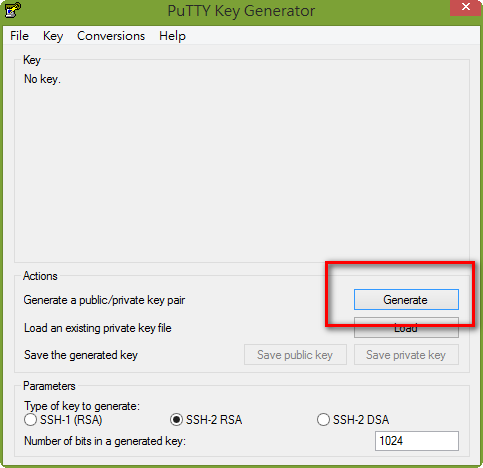 PuTTY Key Generator
File Key Conversions Help
Key
No key.
Actions
Generate a public/private key pair Generate
Load an existing private key file Load
Save the generated key Save public key Save private key
Parameters
Type of key to generate:
SSH-1 (RSA) SSH-2 RSA SSH-2 DSA
Number of bits in a generated key: 1024